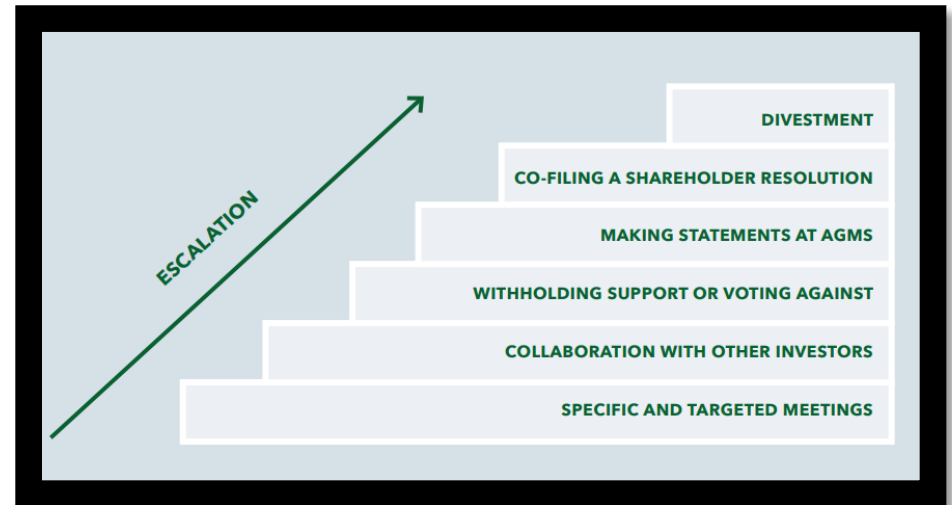 DIVESTMENT
CO-FILING A SHAREHOLDER RESOLUTION
MAKING STATEMENTS AT AGMS
WITHHOLDING SUPPORT OR VOTING AGAINST
COLLABORATION WITH OTHER INVESTORS
SPECIFIC AND TARGETED MEETINGS
ESCALATION